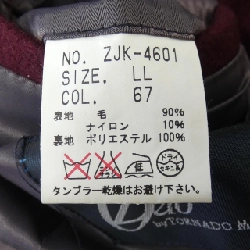 NO. ZJK-4601
SIZE. LL
COL. 67
表地 毛 90%
ナイロン 10%
裏地 ポリエステル 100%
ドライ
タンブラー乾燥はお避け下さい
by TORNADO M